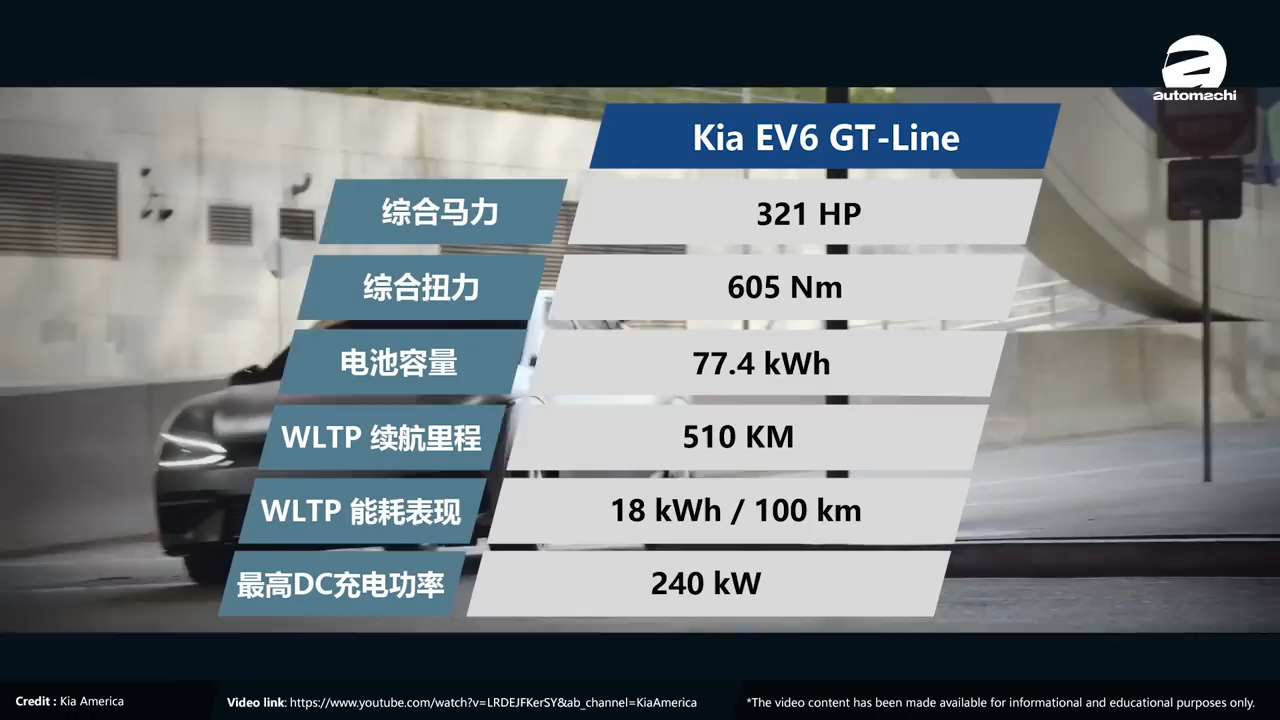 automachi
Kia EV6 GT-Line
综合马力 321 HP
综合扭力 605 Nm
电池容量 77.4 kWh
WLTP 续航里程 510 KM
WLTP 能耗表现 18 kWh / 100 km
最高DC充电功率 240 kW
Credit : Kia America
Video link: https://www.youtube.com/watch?v=LRDEJFKerSY&ab_channel=KiaAmerica
*The video content has been made available for informational and educational purposes only.